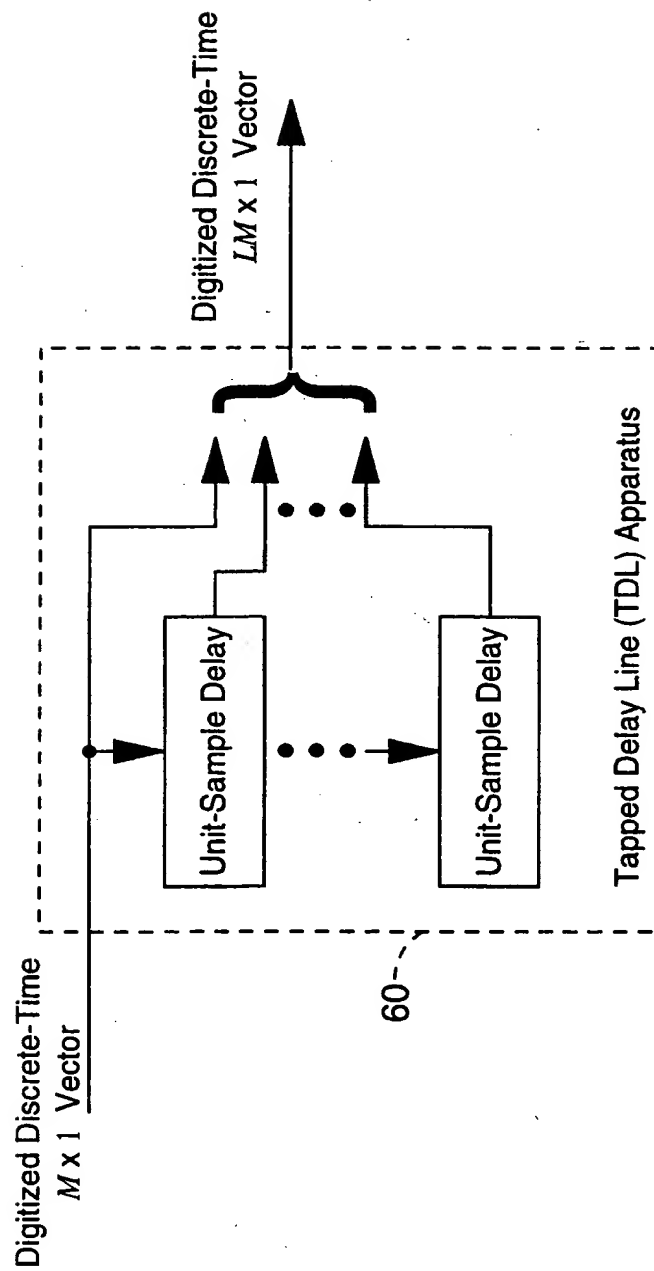 Digitized Discrete-Time
M x 1 Vector
Digitized Discrete-Time
LM x 1 Vector
Unit-Sample Delay
Unit-Sample Delay
60
Tapped Delay Line (TDL) Apparatus